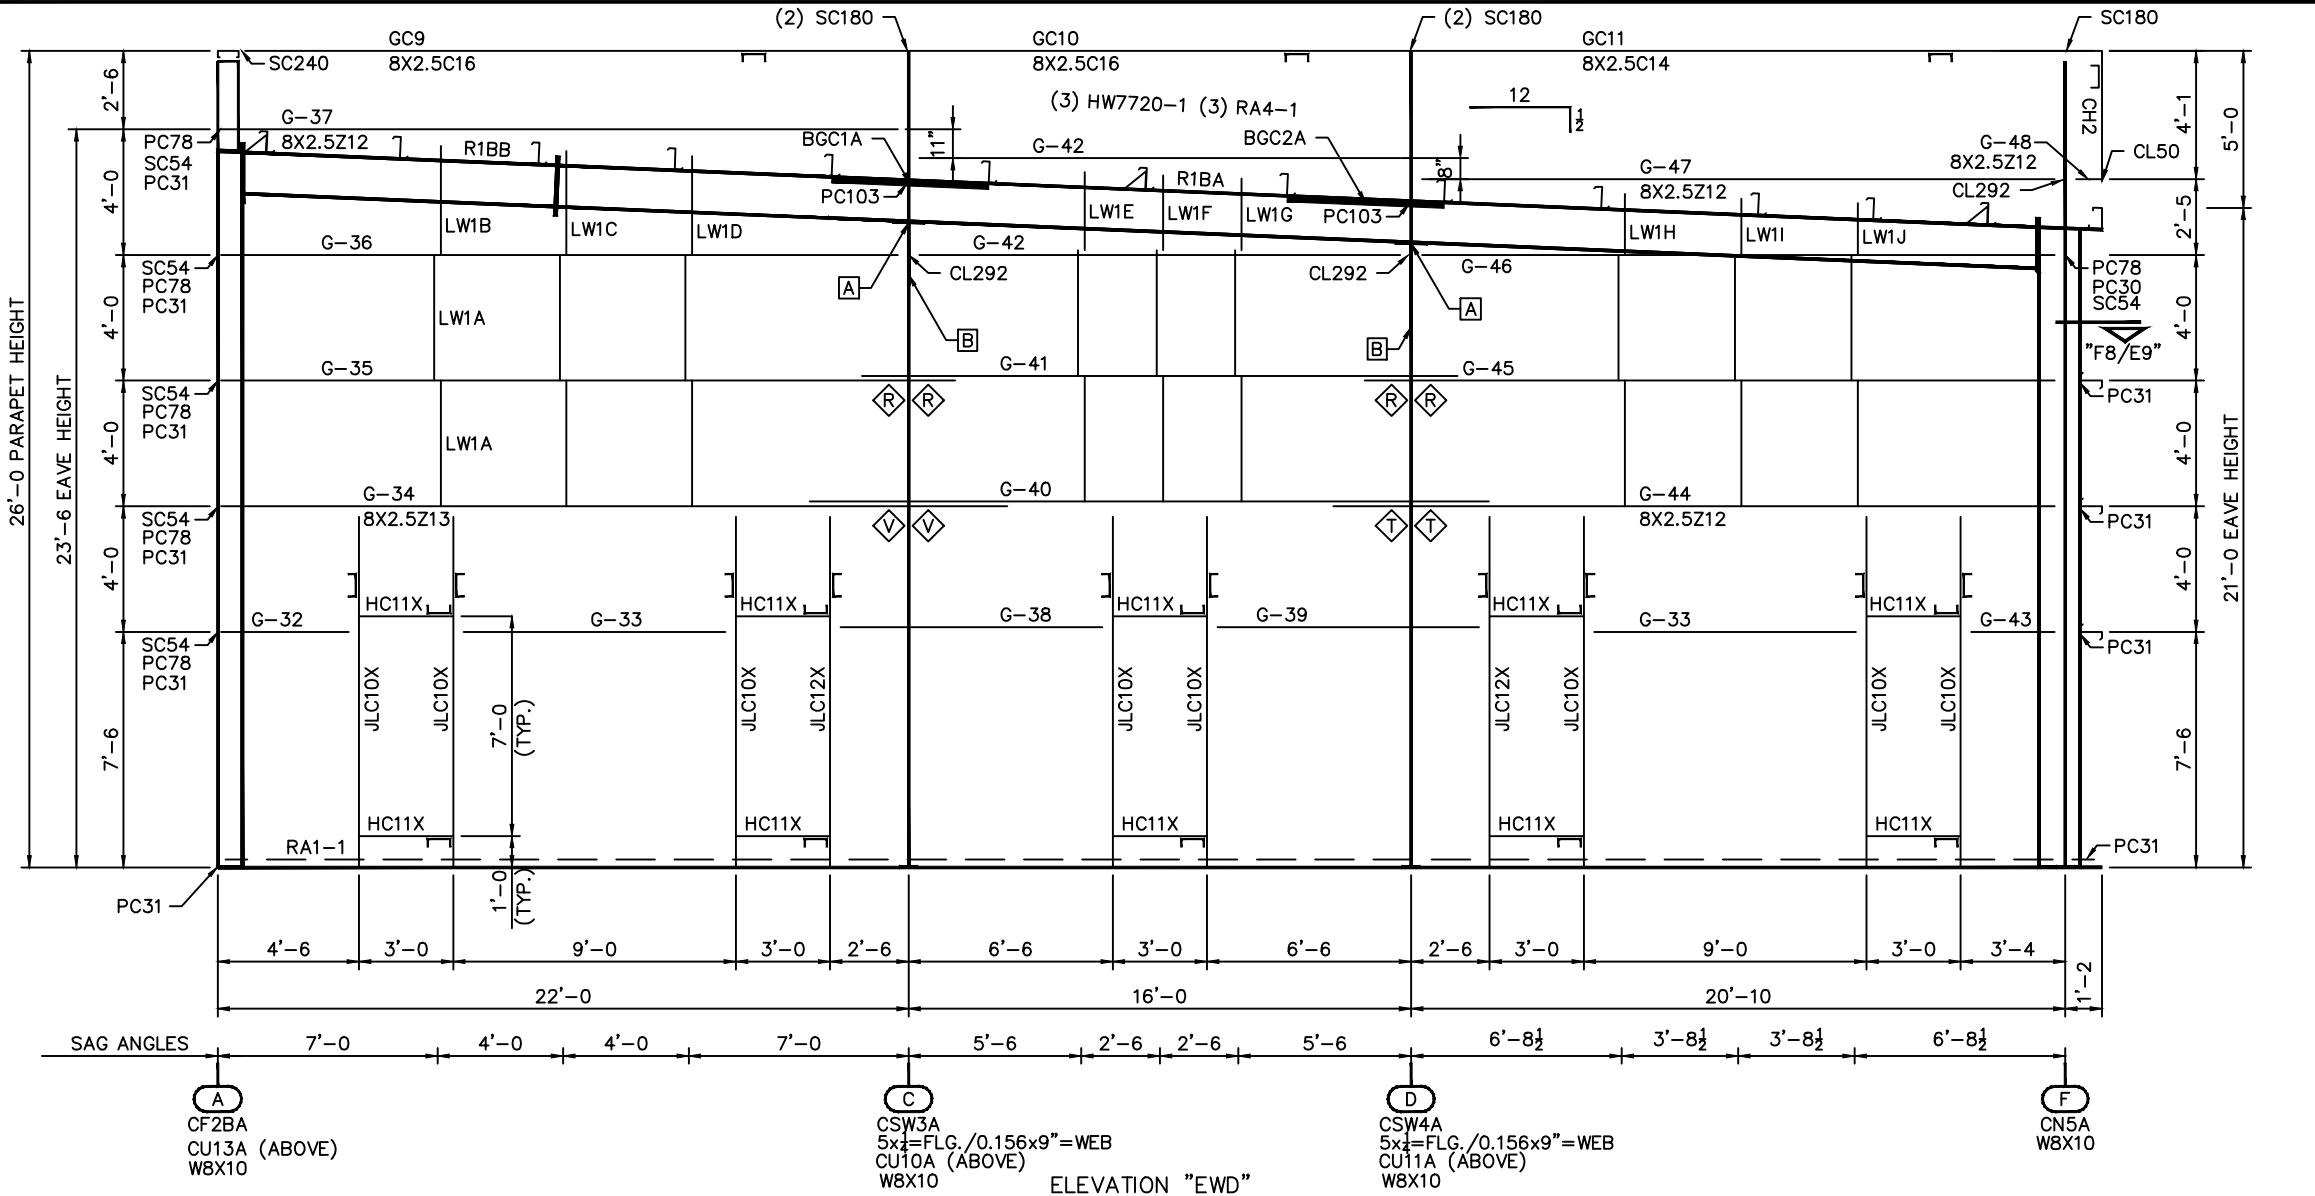 (2) SC180
(2) SC180
SC180
GC9
8X2.5C16
GC10
8X2.5C16
GC11
8X2.5C14
SC240
2'-6
(3) HW7720-1 (3) RA4-1
12
1/2
4'-1
5'-0
CH2
G-37
8X2.5Z12
R1BB
11"
BGC1A
G-42
BGC2A
8"
G-48
8X2.5Z12
CL50
PC78
SC54
PC31
PC103
R1BA
PC103
G-47
8X2.5Z12
CL292
4'-0
LW1B
LW1C
LW1D
LW1E
LW1F
LW1G
LW1H
LW1I
LW1J
2'-5
G-36
G-42
G-46
SC54
PC78
PC31
A
CL292
CL292
A
PC78
PC30
SC54
4'-0
LW1A
B
B
4'-0
"F8/E9"
G-35
G-41
G-45
26'-0 PARAPET HEIGHT
23'-6 EAVE HEIGHT
SC54
PC78
PC31
R
R
R
R
PC31
4'-0
LW1A
4'-0
21'-0 EAVE HEIGHT
G-34
8X2.5Z13
G-40
G-44
8X2.5Z12
SC54
PC78
PC31
V
V
T
T
PC31
4'-0
4'-0
HC11X
HC11X
HC11X
HC11X
HC11X
G-32
G-33
G-38
G-39
G-33
G-43
SC54
PC78
PC31
PC31
7'-6
JLC10X
JLC10X
7'-0
(TYP.)
JLC10X
JLC12X
JLC10X
JLC10X
JLC12X
JLC10X
JLC10X
JLC10X
7'-6
HC11X
HC11X
HC11X
HC11X
HC11X
RA1-1
PC31
PC31
1'-0
(TYP.)
4'-6
3'-0
9'-0
3'-0
2'-6
6'-6
3'-0
6'-6
2'-6
3'-0
9'-0
3'-0
3'-4
22'-0
16'-0
20'-10
1'-2
SAG ANGLES
7'-0
4'-0
4'-0
7'-0
5'-6
2'-6
2'-6
5'-6
6'-8 1/2
3'-8 1/2
3'-8 1/2
6'-8 1/2
A
CF2BA
CU13A (ABOVE)
W8X10
C
CSW3A
5x1/4=FLG./0.156x9"=WEB
CU10A (ABOVE)
W8X10
D
CSW4A
5x1/4=FLG./0.156x9"=WEB
CU11A (ABOVE)
W8X10
F
CN5A
W8X10
ELEVATION "EWD"